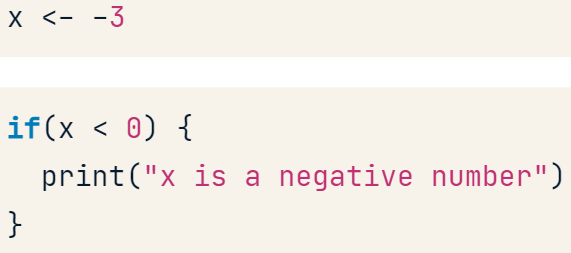 x <- -3
if(x < 0) {
  print("x is a negative number")
}